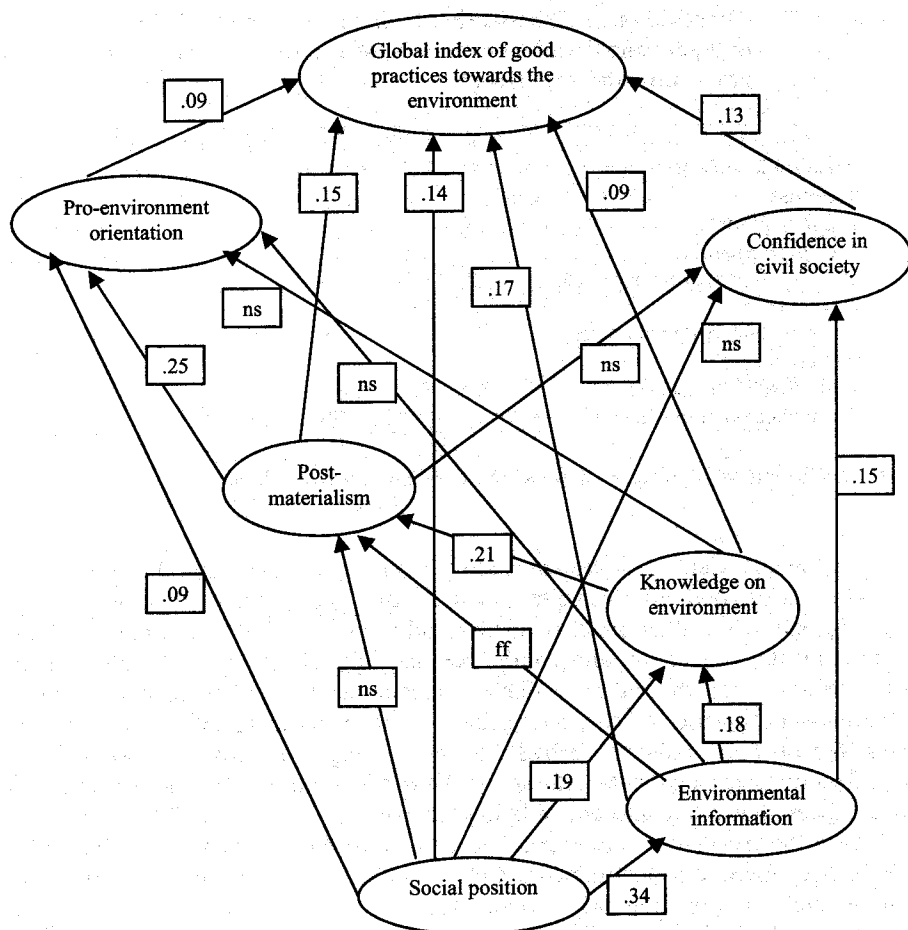 Global index of good
practices towards the
environment
.09
.13
.15
.14
.09
Pro-environment
orientation
Confidence in
civil society
.17
ns
ns
.25
ns
ns
Post-
materialism
.15
.21
Knowledge on
environment
.09
ff
ns
.18
.19
Environmental
information
Social position
.34